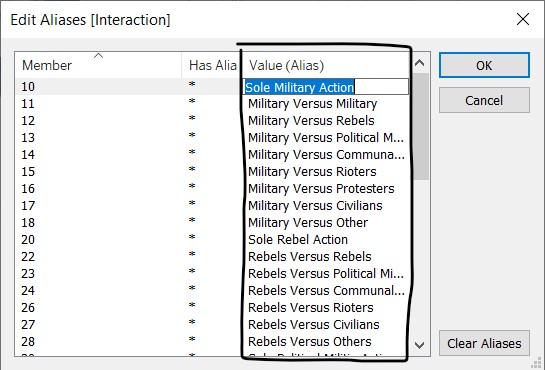 Edit Aliases [Interaction]
Member Has Alia Value (Alias)
10 * Sole Military Action
11 * Military Versus Military
12 * Military Versus Rebels
13 * Military Versus Political M...
14 * Military Versus Communa...
15 * Military Versus Rioters
16 * Military Versus Protesters
17 * Military Versus Civilians
18 * Military Versus Other
20 * Sole Rebel Action
22 * Rebels Versus Rebels
23 * Rebels Versus Political Mi...
24 * Rebels Versus Communal...
26 * Rebels Versus Rioters
27 * Rebels Versus Civilians
28 * Rebels Versus Others
OK
Cancel
Clear Aliases